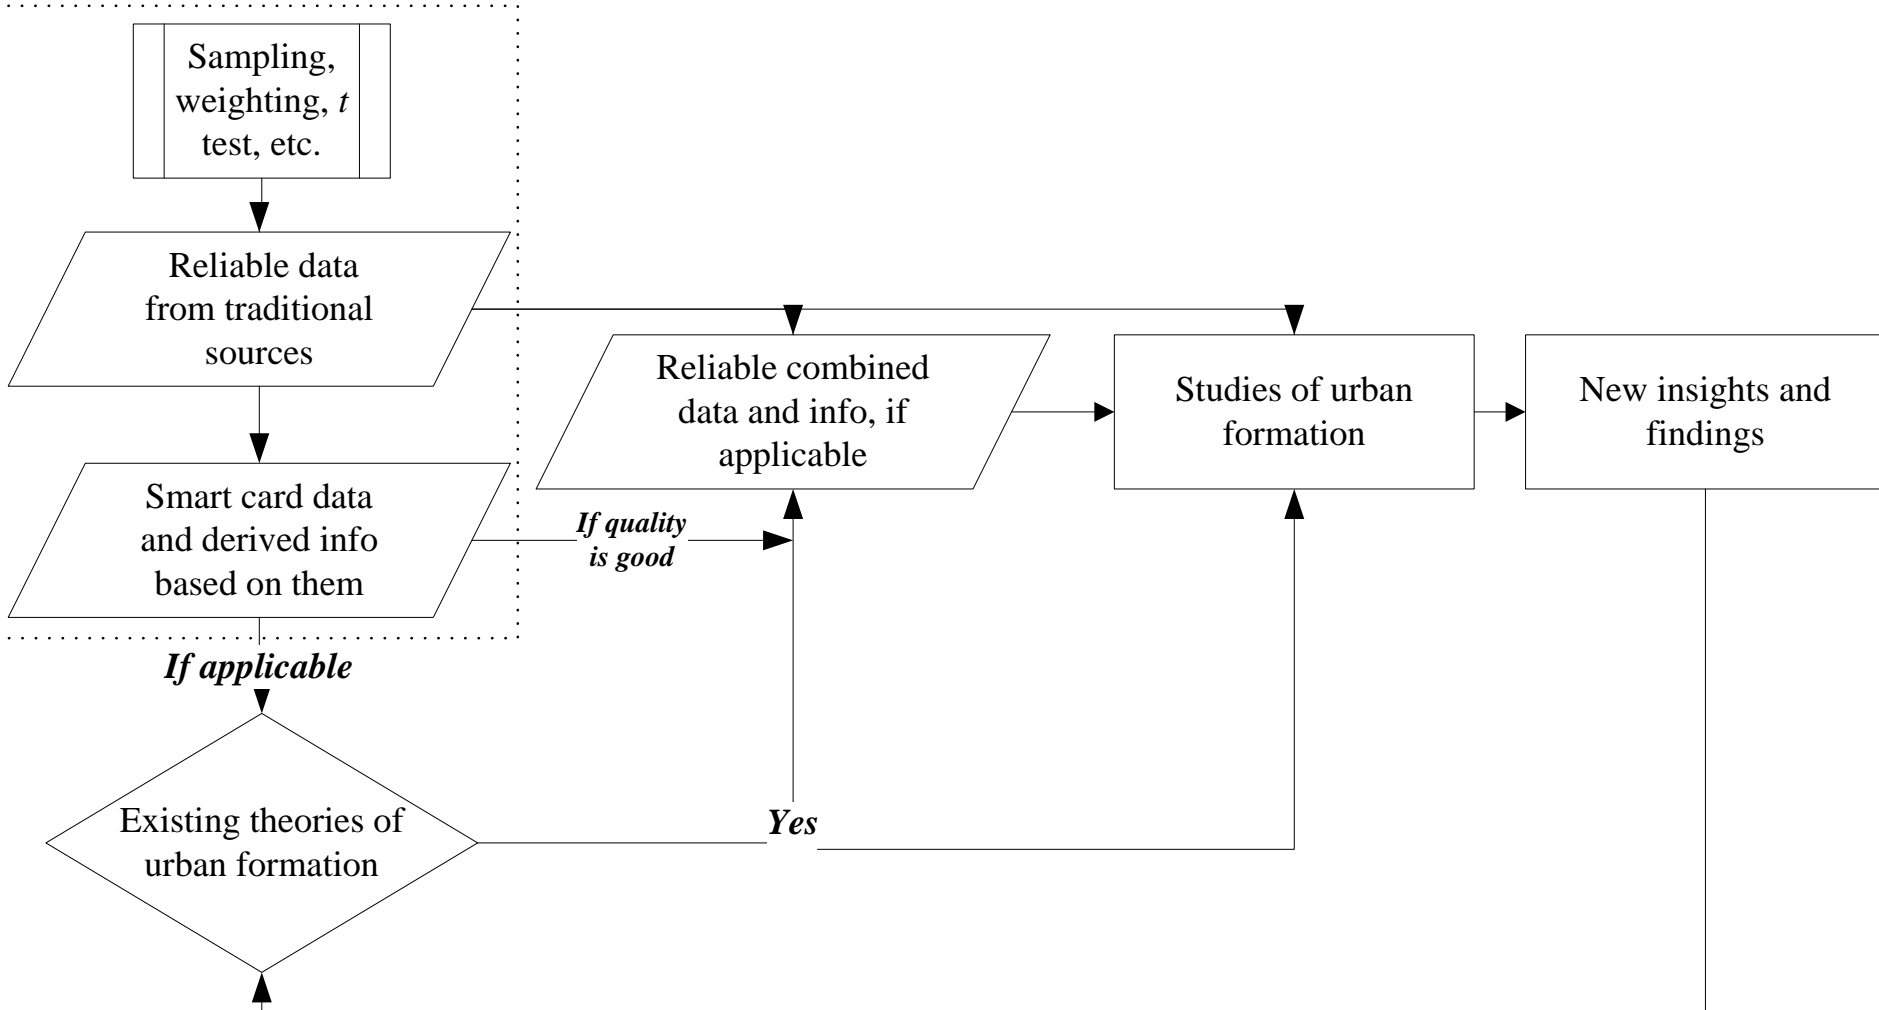 Sampling,
weighting, t
test, etc.
Reliable data
from traditional
sources
Reliable combined
data and info, if
applicable
Studies of urban
formation
New insights and
findings
Smart card data
and derived info
based on them
If quality
is good
If applicable
Existing theories of
urban formation
Yes